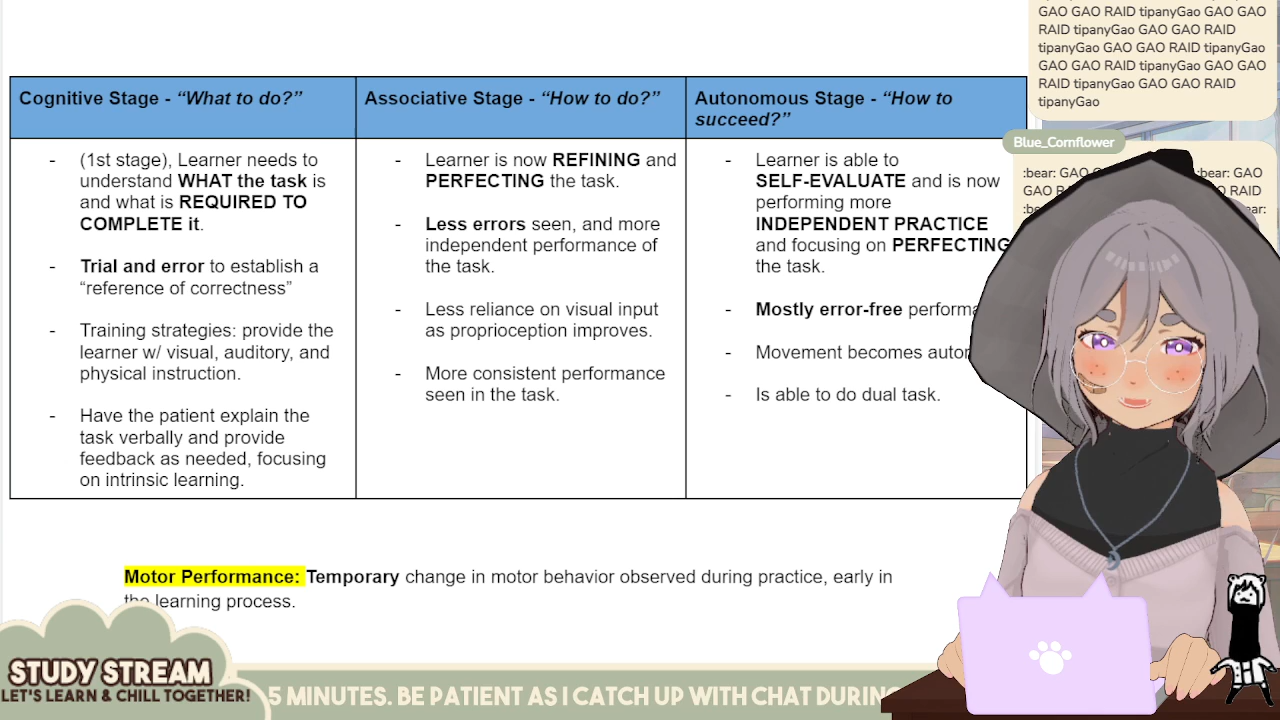 Cognitive Stage - “What to do?”
(1st stage), Learner needs to
understand WHAT the task is
and what is REQUIRED TO
COMPLETE it.
Trial and error to establish a
“reference of correctness”
Training strategies: provide the
learner w/ visual, auditory, and
physical instruction.
Have the patient explain the
task verbally and provide
feedback as needed, focusing
on intrinsic learning.
Associative Stage - “How to do?”
Learner is now REFINING and
PERFECTING the task.
Less errors seen, and more
independent performance of
the task.
Less reliance on visual input
as proprioception improves.
More consistent performance
seen in the task.
Autonomous Stage - “How to
succeed?”
Learner is able to
SELF-EVALUATE and is now
performing more
INDEPENDENT PRACTICE
and focusing on PERFECTING
the task.
Mostly error-free
Movement becomes
Is able to do dual task.
Motor Performance: Temporary change in motor behavior observed during practice, early in
the learning process.
GAO GAO RAID tipanyGao GAO GAO
RAID tipanyGao GAO GAO RAID
tipanyGao GAO GAO RAID tipanyGao
GAO GAO RAID tipanyGao GAO GAO
RAID tipanyGao GAO GAO RAID
tipanyGao
Blue_Cornflower
:bear: GAO
GAO
RAID
STUDY STREAM
LET'S LEARN & CHILL TOGETHER!
5 MINUTES. BE PATIENT AS I CATCH UP WITH CHAT DURING